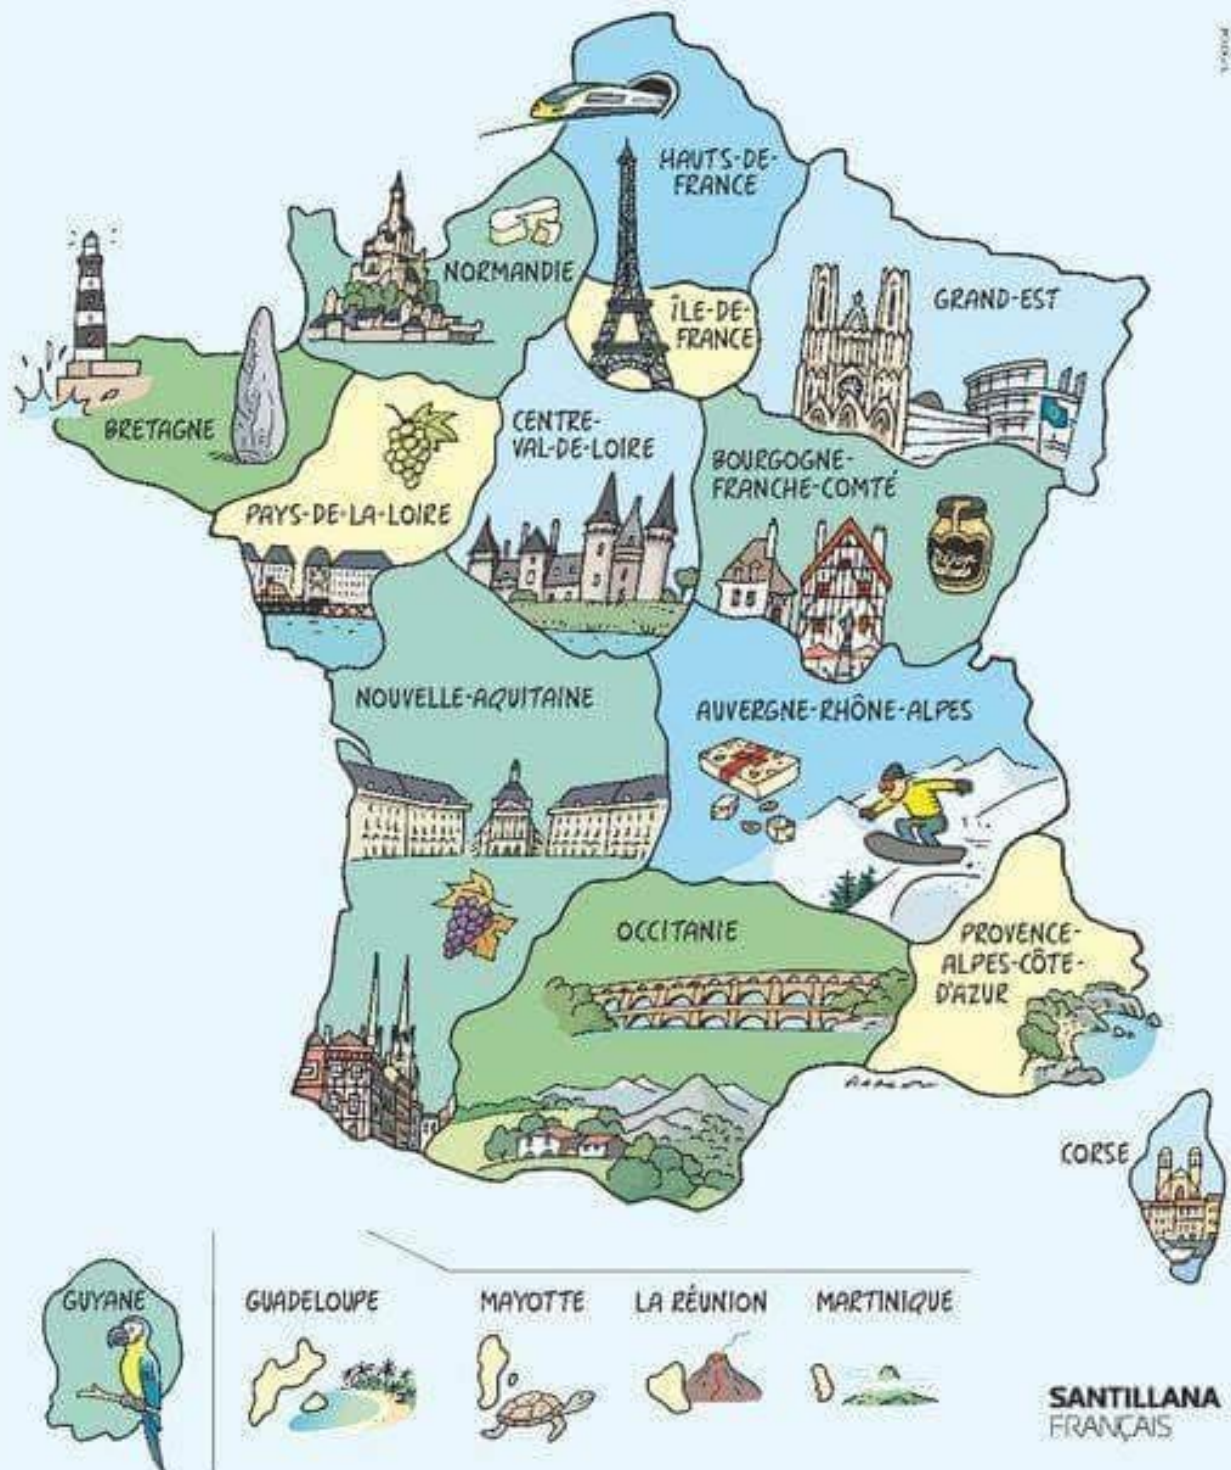 HAUTS-DE-
FRANCE
NORMANDIE
ÎLE-DE-
FRANCE
GRAND-EST
BRETAGNE
CENTRE-
VAL-DE-LOIRE
BOURGOGNE-
FRANCHE-COMTÉ
PAYS-DE-LA-LOIRE
NOUVELLE-AQUITAINE
AUVERGNE-RHÔNE-ALPES
OCCITANIE
PROVENCE-
ALPES-CÔTE-
D'AZUR
CORSE
GUYANE
GUADELOUPE
MAYOTTE
LA RÉUNION
MARTINIQUE
SANTILLANA
FRANÇAIS